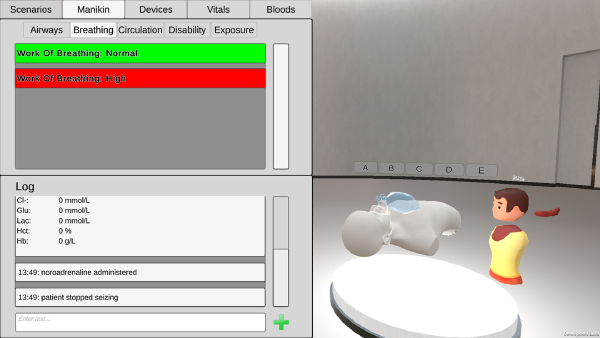 Scenarios Manikin Devices Vitals Bloods
Airways Breathing Circulation Disability Exposure
Work Of Breathing: Normal
Work Of Breathing: High
Log
Cl-: 0 mmol/L
Glu: 0 mmol/L
Lac: 0 mmol/L
Hct: 0 %
Hb: 0 g/L
13:49: noroadrenaline administered
13:49: patient stopped seizing
Enter text...
A B C D E